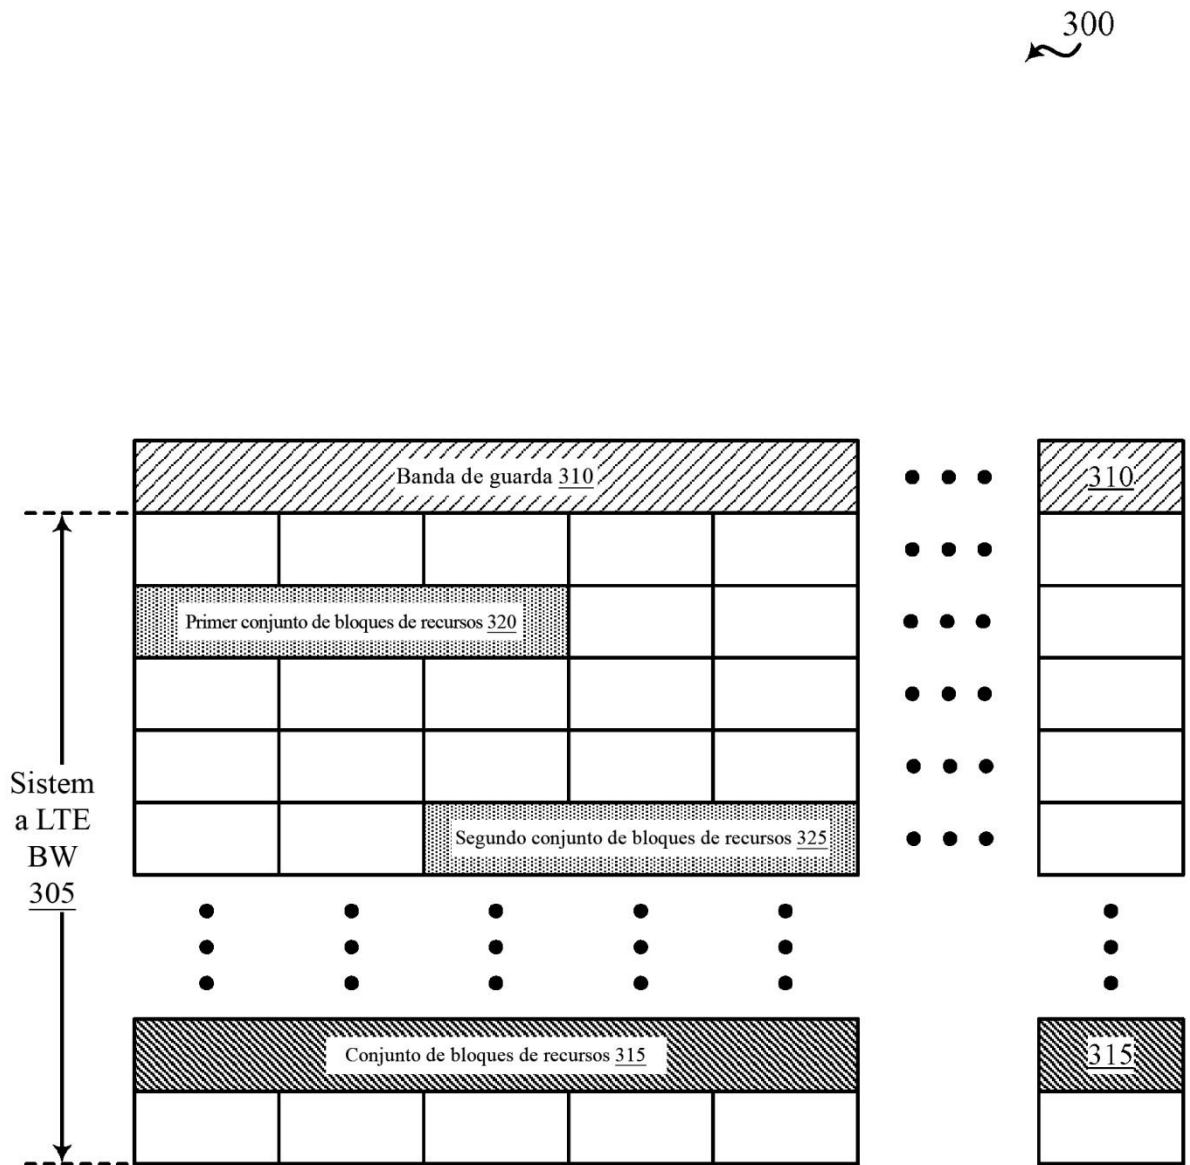 300
Banda de guarda 310
310
Primer conjunto de bloques de recursos 320
Sistem
a LTE
BW
305
Segundo conjunto de bloques de recursos 325
Conjunto de bloques de recursos 315
315